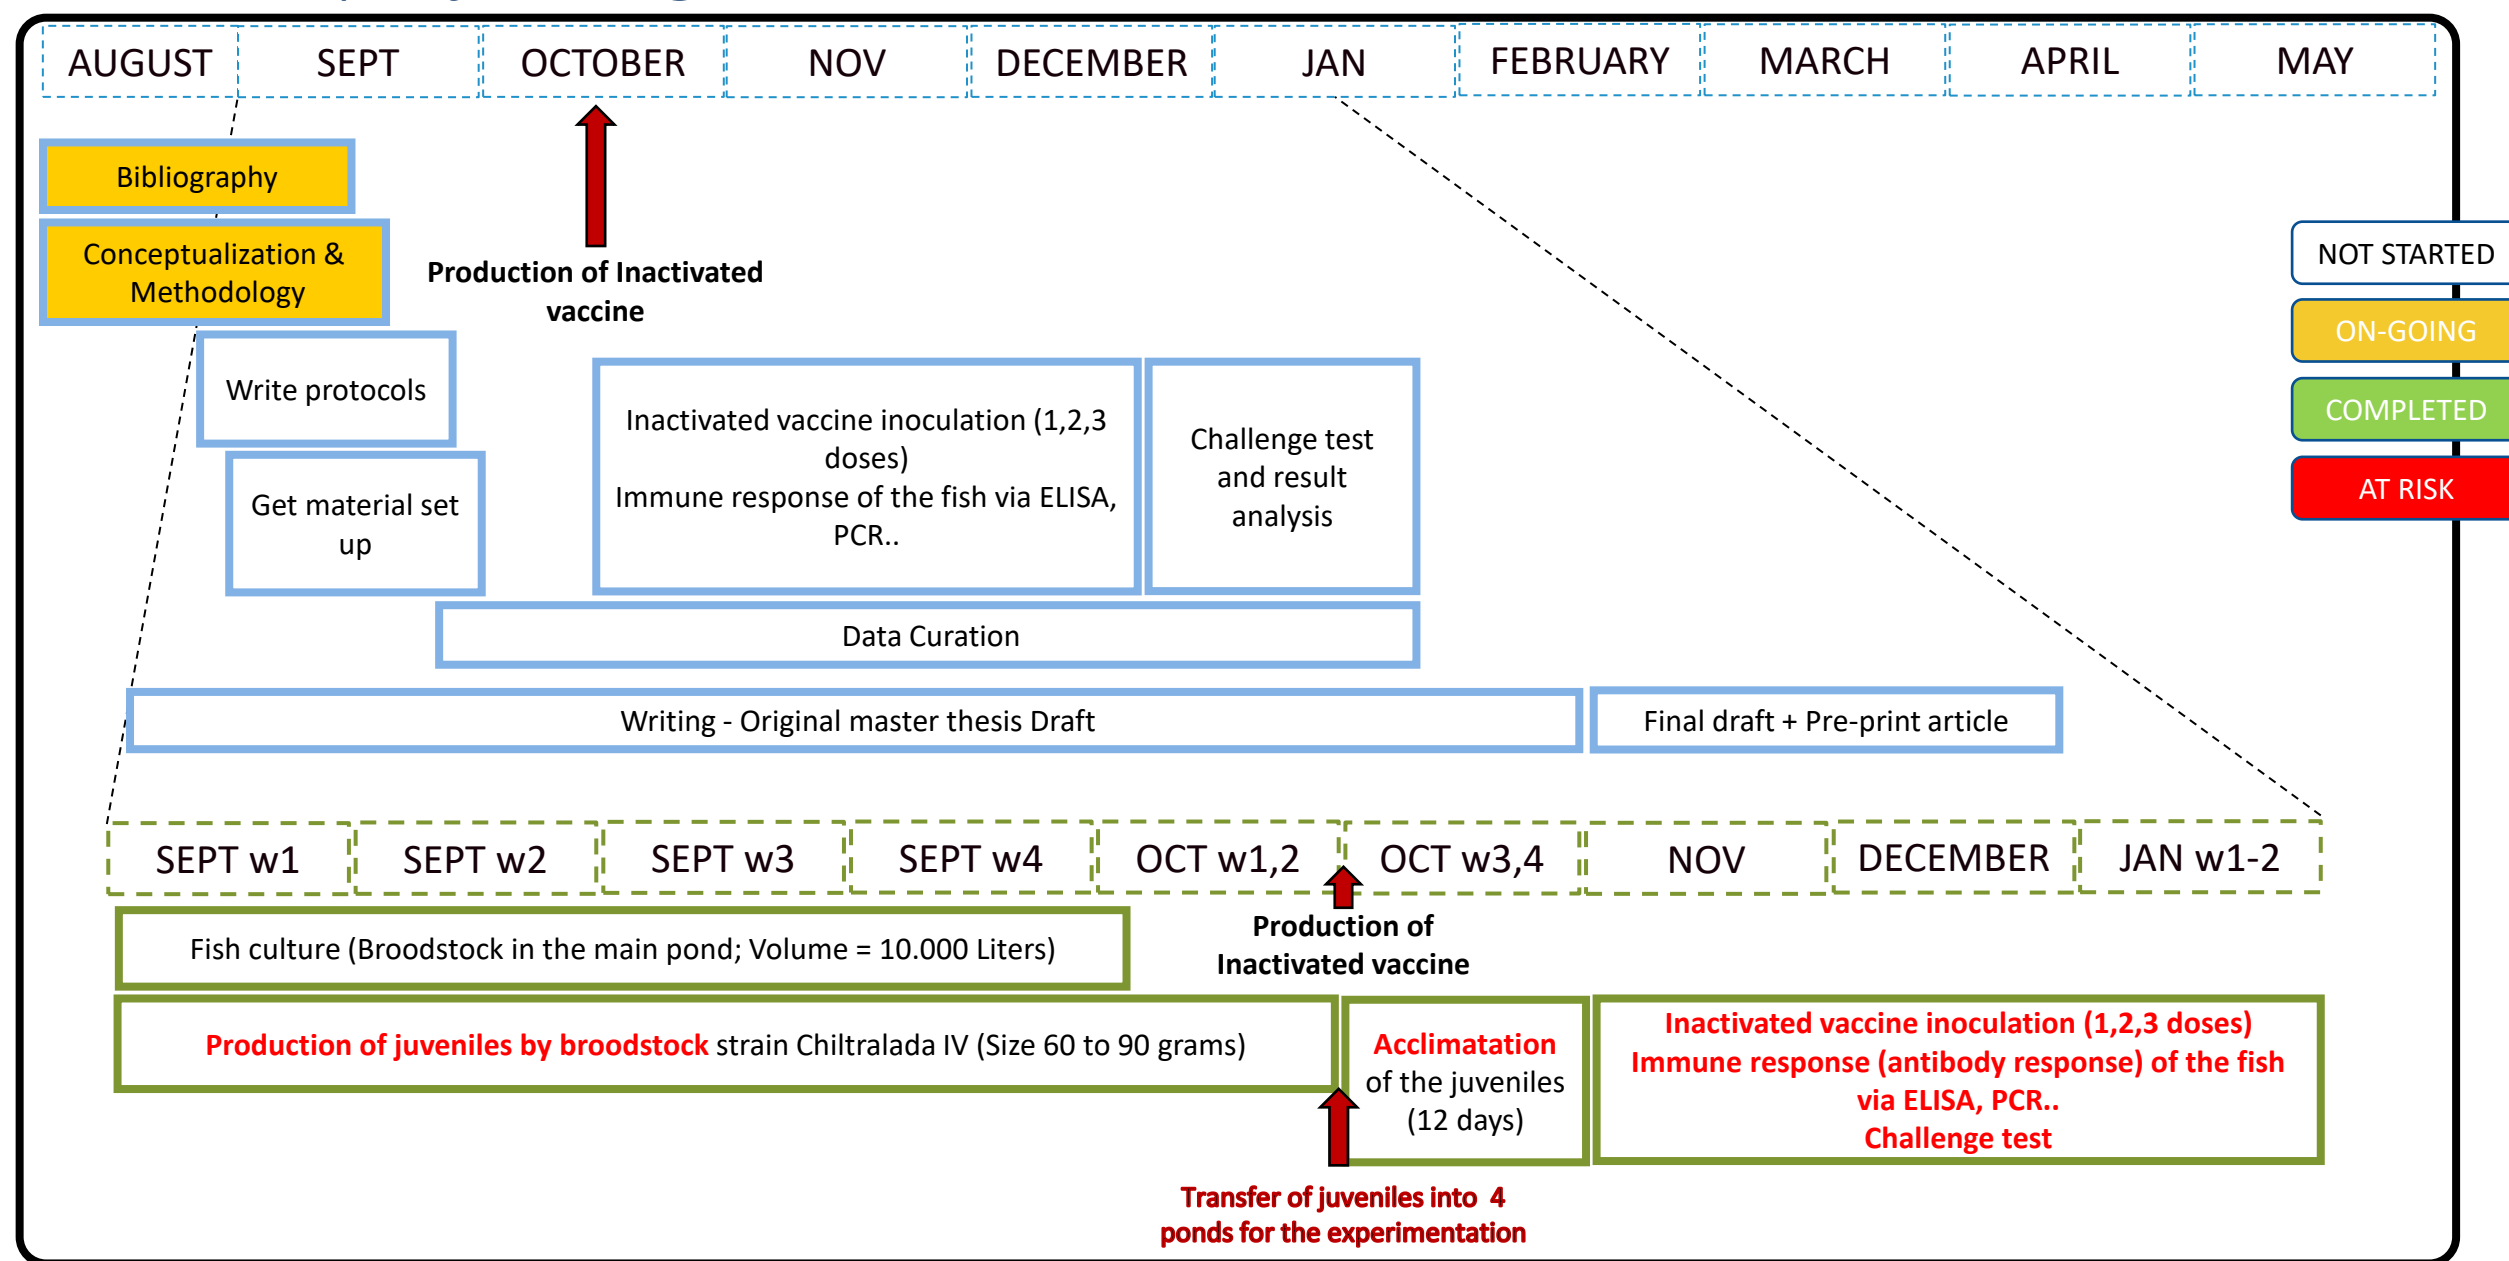 AUGUST
SEPT
OCTOBER
NOV
DECEMBER
JAN
FEBRUARY
MARCH
APRIL
MAY
Bibliography
Conceptualization &
Methodology
Production of Inactivated
vaccine
NOT STARTED
ON-GOING
COMPLETED
AT RISK
Write protocols
Get material set
up
Inactivated vaccine inoculation (1,2,3
doses)
Immune response of the fish via ELISA,
PCR..
Challenge test
and result
analysis
Data Curation
Writing - Original master thesis Draft
Final draft + Pre-print article
SEPT w1
SEPT w2
SEPT w3
SEPT w4
OCT w1,2
OCT w3,4
NOV
DECEMBER
JAN w1-2
Fish culture (Broodstock in the main pond; Volume = 10.000 Liters)
Production of
Inactivated vaccine
Production of juveniles by broodstock strain Chiltralada IV (Size 60 to 90 grams)
Acclimatation
of the juveniles
(12 days)
Inactivated vaccine inoculation (1,2,3 doses)
Immune response (antibody response) of the fish
via ELISA, PCR..
Challenge test
Transfer of juveniles into 4
ponds for the experimentation